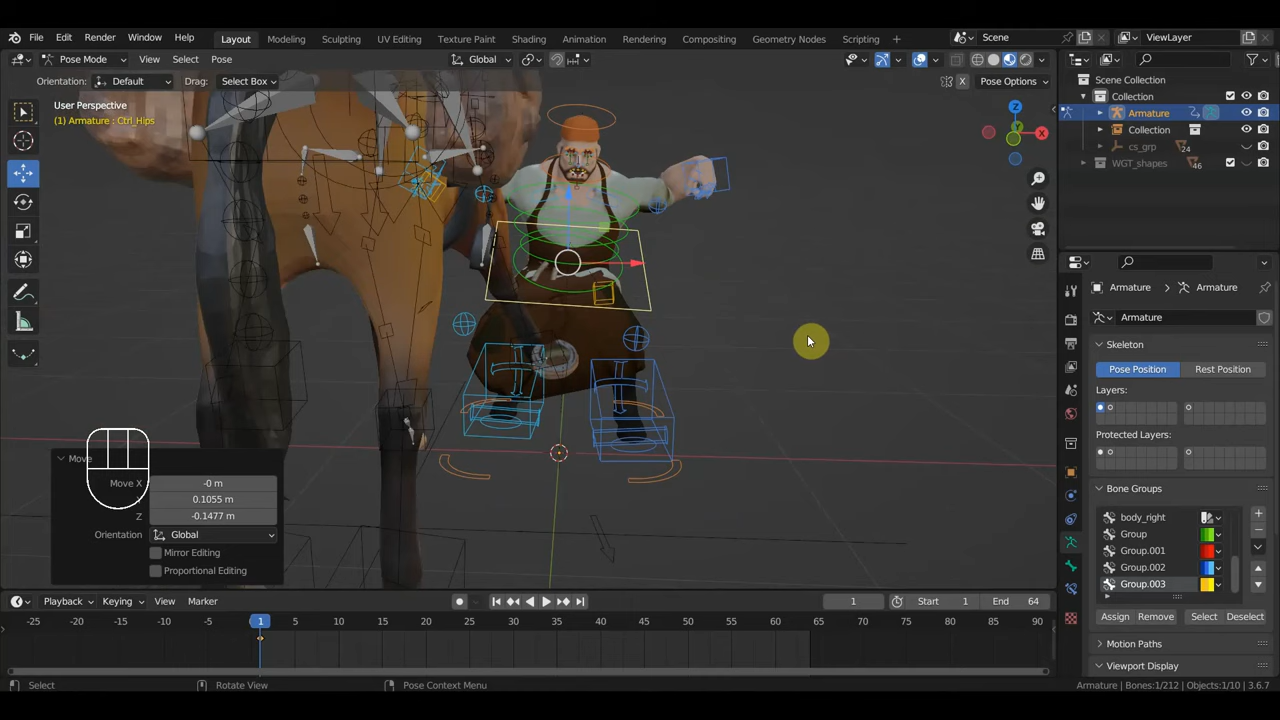 File Edit Render Window Help Layout Modeling Sculpting UV Editing Texture Paint Shading Animation Rendering Compositing Geometry Nodes Scripting + Scene ViewLayer
Pose Mode View Select Pose Global Pose Options
Orientation: Default Drag: Select Box X
User Perspective
(1) Armature : Ctrl_Hips
X
Y
Z
Scene Collection
Collection
Armature
Collection
cs_grp 24
WGT_shapes 46
Armature > Armature
Armature
Skeleton
Pose Position Rest Position
Layers:
Protected Layers:
Bone Groups
body_right
Group
Group.001
Group.002
Group.003
Assign Remove Select Deselect
Motion Paths
Viewport Display
Move
Move X -0 m
0.1055 m
Z -0.1477 m
Orientation Global
Mirror Editing
Proportional Editing
Playback Keying View Marker 1 Start 1 End 64
-25 -20 -15 -10 -5 1 5 10 15 20 25 30 35 40 45 50 55 60 65 70 75 80 85 90
Select Rotate View Pose Context Menu Armature | Bones:1/212 | Objects:1/10 | 3.6.7